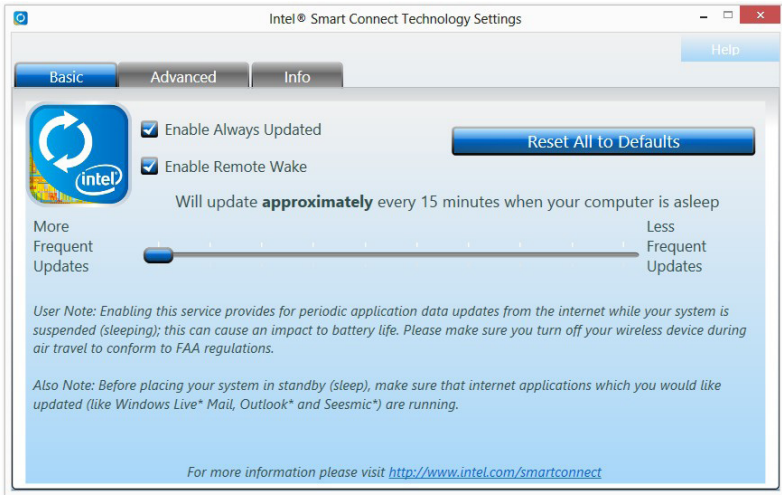 Intel® Smart Connect Technology Settings
Help
Basic Advanced Info
Enable Always Updated
Reset All to Defaults
Enable Remote Wake
(intel)
Will update approximately every 15 minutes when your computer is asleep
More
Frequent
Updates
Less
Frequent
Updates
User Note: Enabling this service provides for periodic application data updates from the internet while your system is
suspended (sleeping); this can cause an impact to battery life. Please make sure you turn off your wireless device during
air travel to conform to FAA regulations.
Also Note: Before placing your system in standby (sleep), make sure that internet applications which you would like
updated (like Windows Live* Mail, Outlook* and Seesmic*) are running.
For more information please visit http://www.intel.com/smartconnect